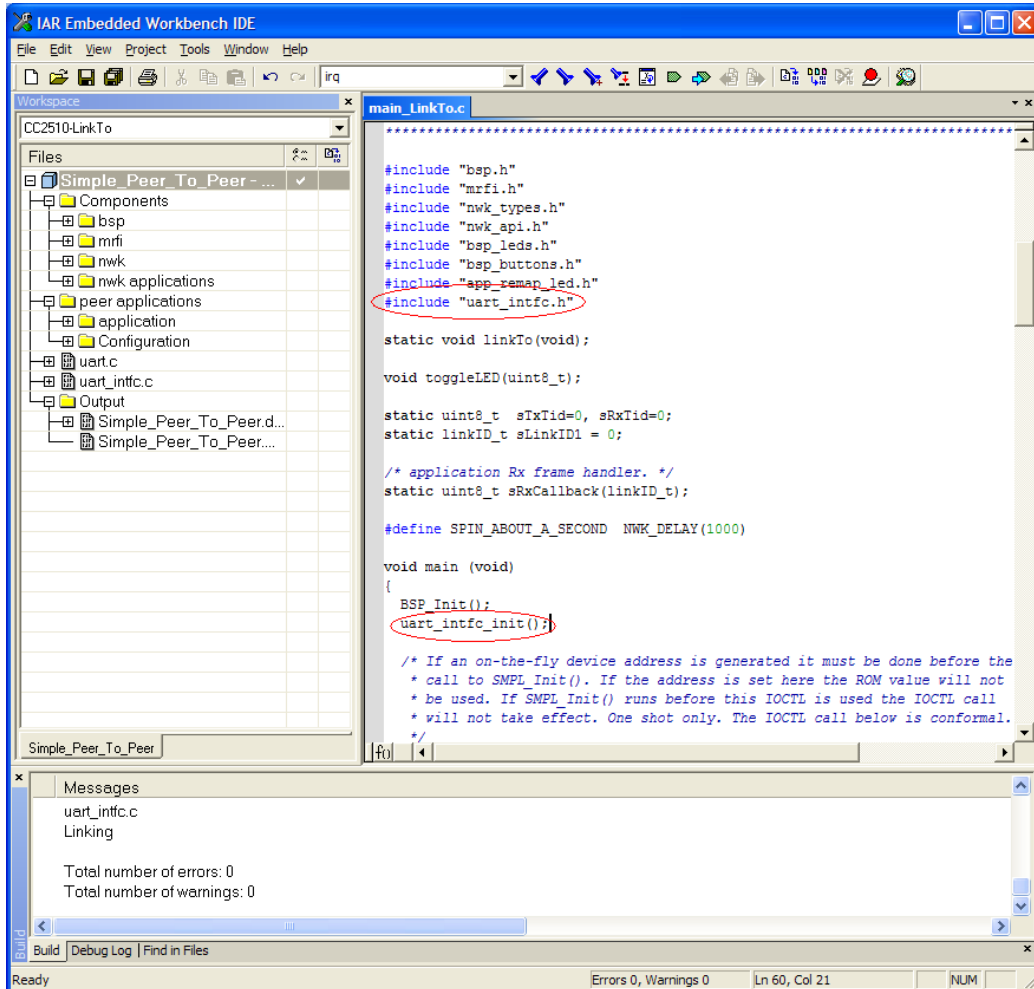 IAR Embedded Workbench IDE
File Edit View Project Tools Window Help
irq
Workspace
CC2510-LinkTo
Files
Simple_Peer_To_Peer - ...
Components
bsp
mrfi
nwk
nwk applications
peer applications
application
Configuration
uart.c
uart_intfc.c
Output
Simple_Peer_To_Peer.d...
Simple_Peer_To_Peer....
Simple_Peer_To_Peer
main_LinkTo.c
#include "bsp.h"
#include "mrfi.h"
#include "nwk_types.h"
#include "nwk_api.h"
#include "bsp_leds.h"
#include "bsp_buttons.h"
#include "app_remap_led.h"
#include "uart_intfc.h"
static void linkTo(void);
void toggleLED(uint8_t);
static uint8_t sTxTid=0, sRxTid=0;
static linkID_t sLinkID1 = 0;
/* application Rx frame handler. */
static uint8_t sRxCallback(linkID_t);
#define SPIN_ABOUT_A_SECOND NWK_DELAY(1000)
void main (void)
{
BSP_Init();
uart_intfc_init();
/* If an on-the-fly device address is generated it must be done before the
* call to SMPL_Init(). If the address is set here the ROM value will not
* be used. If SMPL_Init() runs before this IOCTL is used the IOCTL call
* will not take effect. One shot only. The IOCTL call below is conformal.
*/
f()
Messages
uart_intfc.c
Linking
Total number of errors: 0
Total number of warnings: 0
Build
Build Debug Log Find in Files
Ready Errors 0, Warnings 0 Ln 60, Col 21 NUM